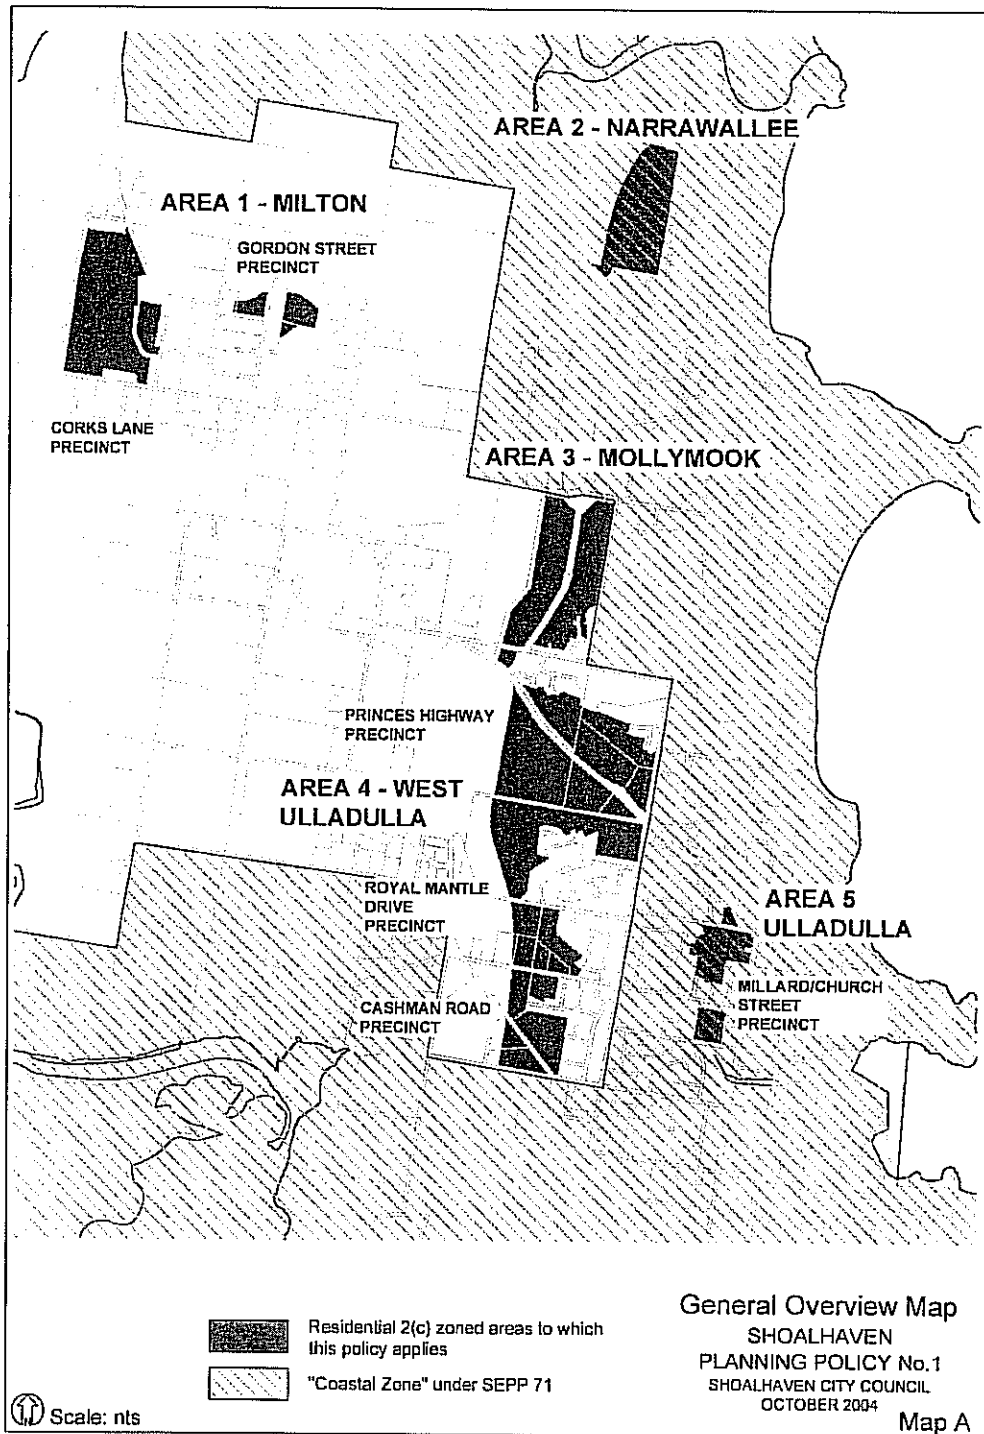 AREA 2 - NARRAWALLEE
AREA 1 - MILTON
GORDON STREET
PRECINCT
CORKS LANE
PRECINCT
AREA 3 - MOLLYMOOK
PRINCES HIGHWAY
PRECINCT
AREA 4 - WEST
ULLADULLA
ROYAL MANTLE
DRIVE
PRECINCT
AREA 5
ULLADULLA
MILLARD/CHURCH
STREET
PRECINCT
CASHMAN ROAD
PRECINCT
Residential 2(c) zoned areas to which
this policy applies
"Coastal Zone" under SEPP 71
General Overview Map
SHOALHAVEN
PLANNING POLICY No.1
SHOALHAVEN CITY COUNCIL
OCTOBER 2004
Scale: nts
Map A